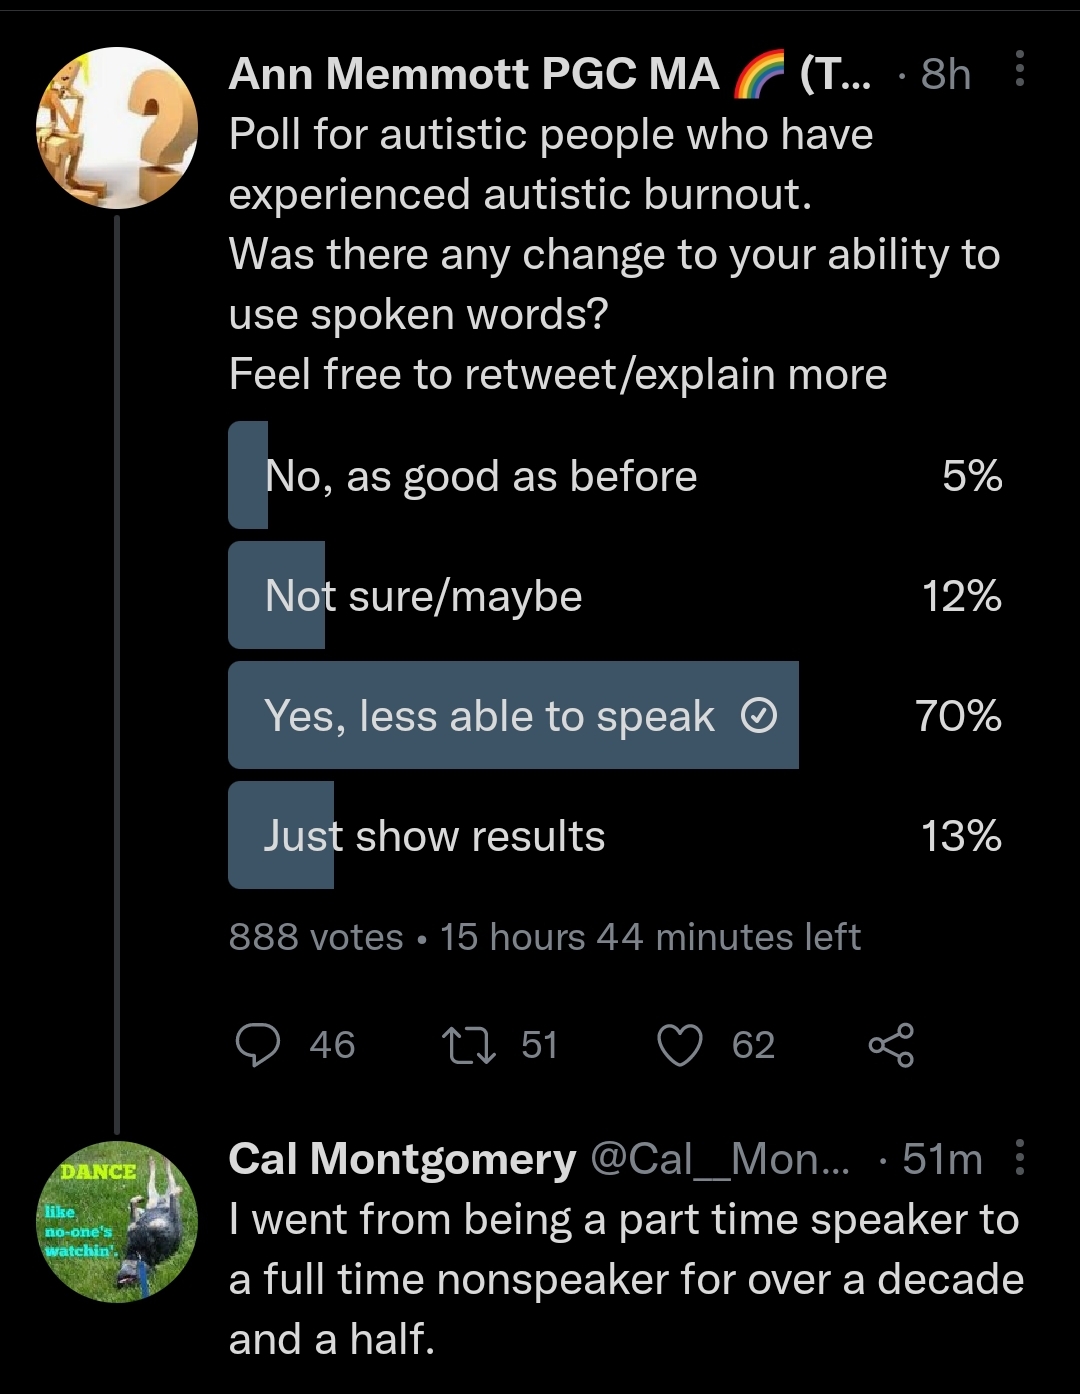 Ann Memmott PGC MA 🌈 (T... · 8h
Poll for autistic people who have
experienced autistic burnout.
Was there any change to your ability to
use spoken words?
Feel free to retweet/explain more
No, as good as before 5%
Not sure/maybe 12%
Yes, less able to speak 70%
Just show results 13%
888 votes • 15 hours 44 minutes left
46 51 62
DANCE
like
no-one's
watchin'.
Cal Montgomery @Cal__Mon... · 51m
I went from being a part time speaker to
a full time nonspeaker for over a decade
and a half.